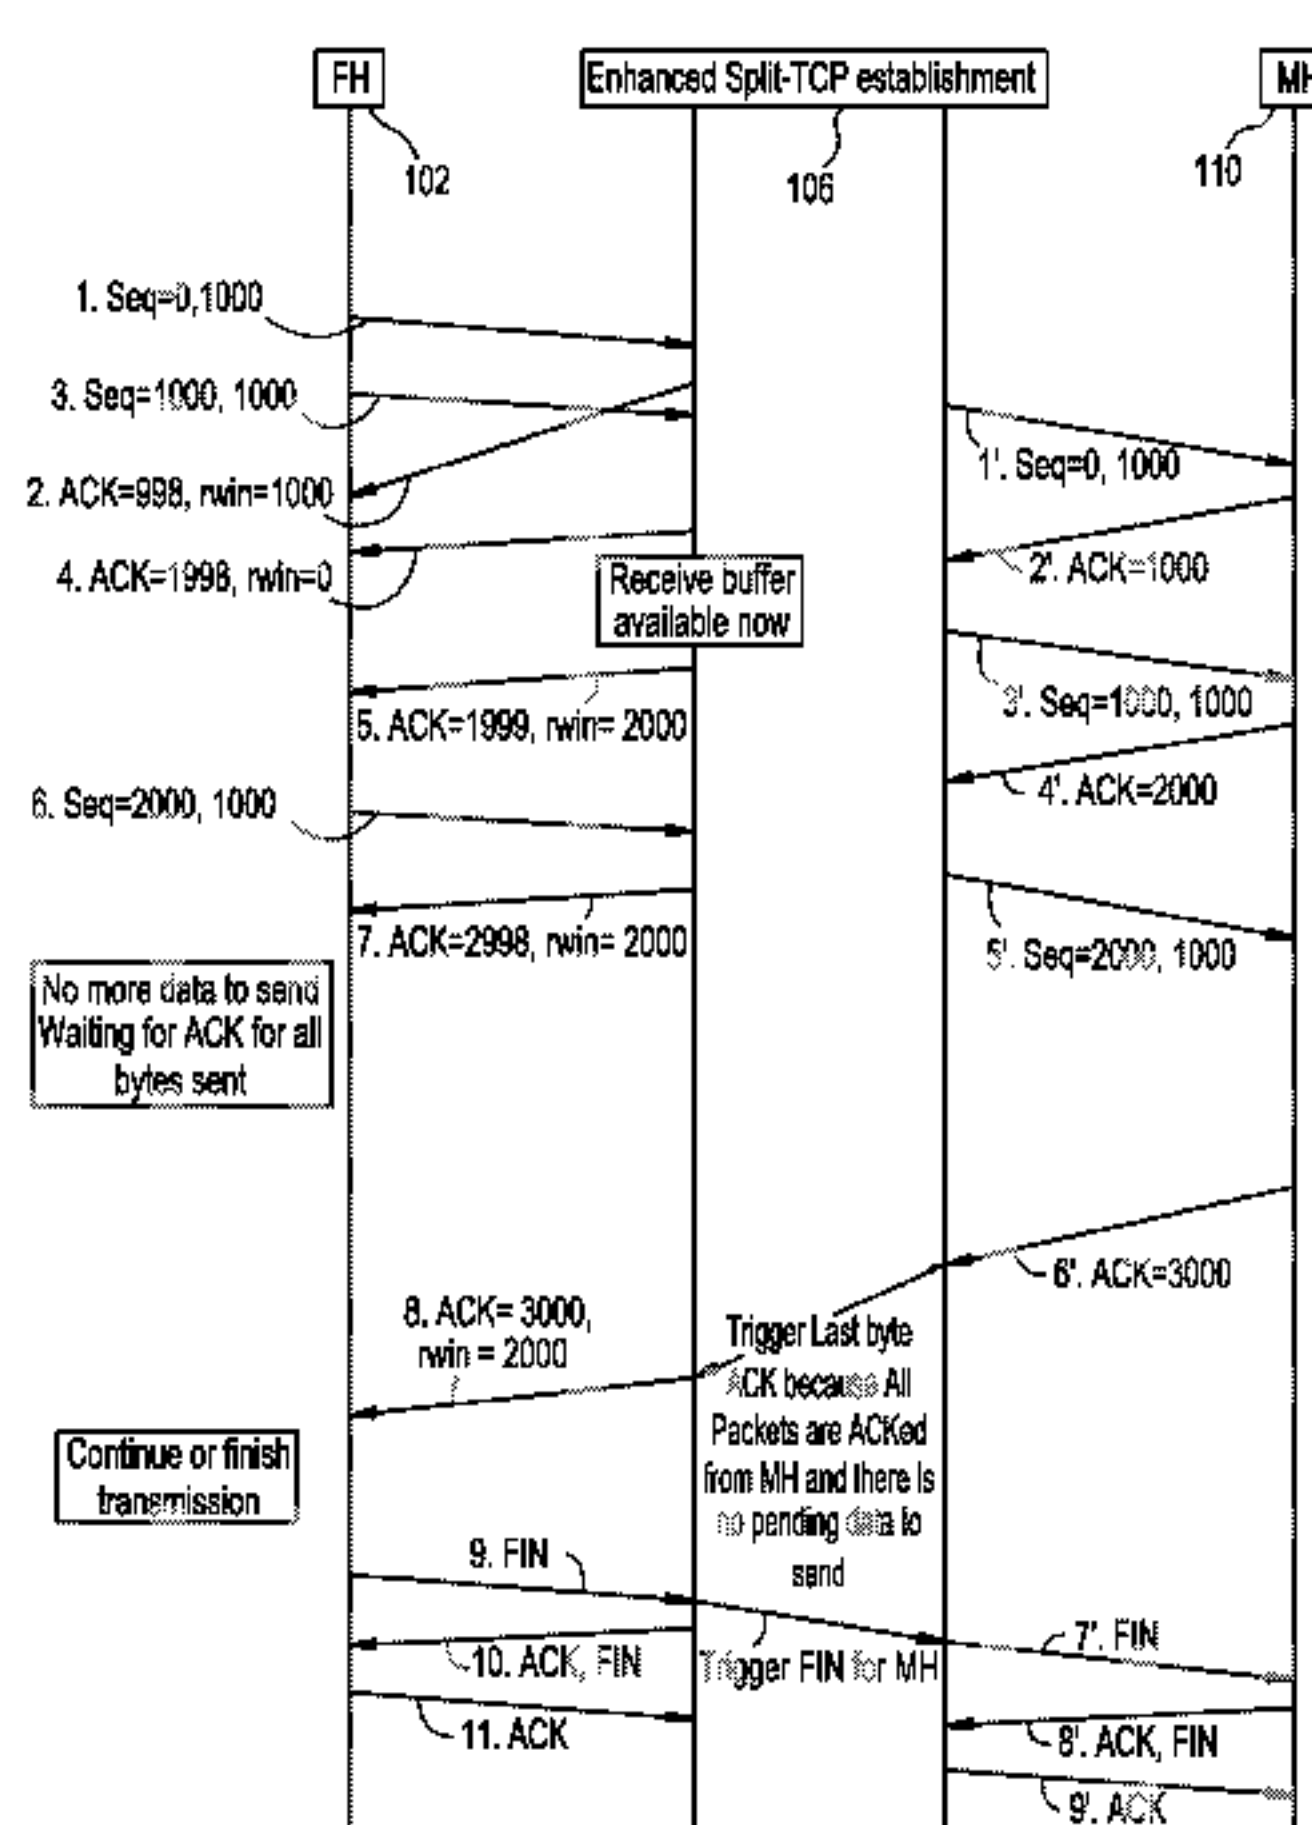 FH
Enhanced Split-TCP establishment
MH
102
106
110
1. Seq=0,1000
3. Seq=1000, 1000
1'. Seq=0, 1000
2. ACK=998, rwin=1000
2'. ACK=1000
4. ACK=1998, rwin=0
Receive buffer
available now
3'. Seq=1000, 1000
5. ACK=1999, rwin= 2000
4'. ACK=2000
6. Seq=2000, 1000
7. ACK=2998, rwin= 2000
5'. Seq=2000, 1000
No more data to send
Waiting for ACK for all
bytes sent
6'. ACK=3000
8. ACK= 3000,
rwin = 2000
Trigger Last byte
ACK because All
Packets are ACKed
from MH and there is
no pending data to
send
Continue or finish
transmission
9. FIN
7'. FIN
10. ACK, FIN
Trigger FIN for MH
11. ACK
8'. ACK, FIN
9'. ACK